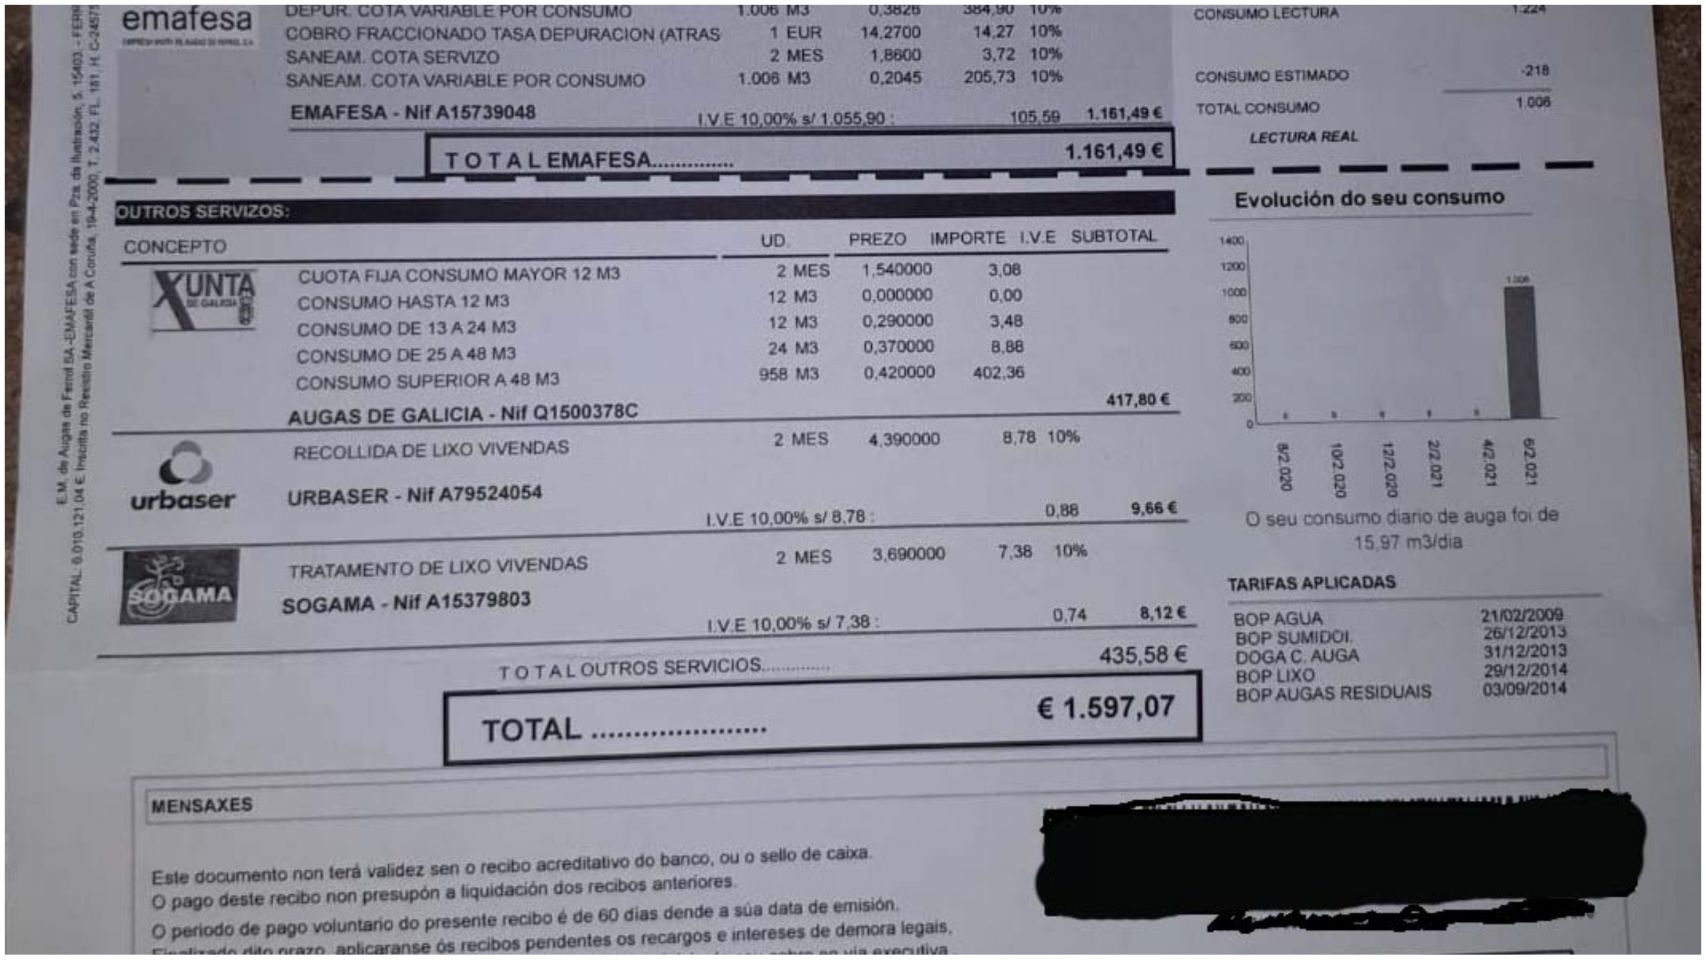 emafesa
DEPUR. COTA VARIABLE POR CONSUMO 1.006 M3 0,3826 384,90 10%
COBRO FRACCIONADO TASA DEPURACION (ATRAS 1 EUR 14,2700 14,27 10%
SANEAM. COTA SERVIZO 2 MES 1,8600 3,72 10%
SANEAM. COTA VARIABLE POR CONSUMO 1.006 M3 0,2045 205,73 10%
EMAFESA - Nif A15739048
I.V.E 10,00% s/ 1.055,90 : 105,59 1.161,49 €
T O T A L EMAFESA.............. 1.161,49 €
CONSUMO LECTURA 1.224
CONSUMO ESTIMADO -218
TOTAL CONSUMO 1.006
LECTURA REAL
E.M. de Augas de Ferrol SA.-EMAFESA con sede en Pza. da Ilustración, 5. 15403. - FERR
CAPITAL: 6.010.121,04 €. Inscrita no Rexistro Mercantil de A Coruña, 19-4-2000, T. 2.432, FL. 181, H. C-2457
OUTROS SERVIZOS:
CONCEPTO UD. PREZO IMPORTE I.V.E SUBTOTAL
XUNTA
DE GALICIA
CUOTA FIJA CONSUMO MAYOR 12 M3 2 MES 1,540000 3,08
CONSUMO HASTA 12 M3 12 M3 0,000000 0,00
CONSUMO DE 13 A 24 M3 12 M3 0,290000 3,48
CONSUMO DE 25 A 48 M3 24 M3 0,370000 8,88
CONSUMO SUPERIOR A 48 M3 958 M3 0,420000 402,36
AUGAS DE GALICIA - Nif Q1500378C 417,80 €
urbaser
RECOLLIDA DE LIXO VIVENDAS 2 MES 4,390000 8,78 10%
URBASER - Nif A79524054
I.V.E 10,00% s/ 8,78 : 0,88 9,66 €
SOGAMA
TRATAMENTO DE LIXO VIVENDAS 2 MES 3,690000 7,38 10%
SOGAMA - Nif A15379803
I.V.E 10,00% s/ 7,38 : 0,74 8,12 €
T O T A L OUTROS SERVICIOS.............. 435,58 €
TOTAL ...................... € 1.597,07
Evolución do seu consumo
1400
1200
1000
800
600
400
200
0
0 0 0 0 0 1.006
8/2.020 10/2.020 12/2.020 2/2.021 4/2.021 6/2.021
O seu consumo diario de auga foi de
15,97 m3/dia
TARIFAS APLICADAS
BOP AGUA 21/02/2009
BOP SUMIDOI. 26/12/2013
DOGA C. AUGA 31/12/2013
BOP LIXO 29/12/2014
BOP AUGAS RESIDUAIS 03/09/2014
MENSAXES
Este documento non terá validez sen o recibo acreditativo do banco, ou o sello de caixa.
O pago deste recibo non presupón a liquidación dos recibos anteriores.
O periodo de pago voluntario do presente recibo é de 60 días dende a súa data de emisión.
Finalizado dito prazo, aplicaranse ós recibos pendentes os recargos e intereses de demora legais,
en via executiva